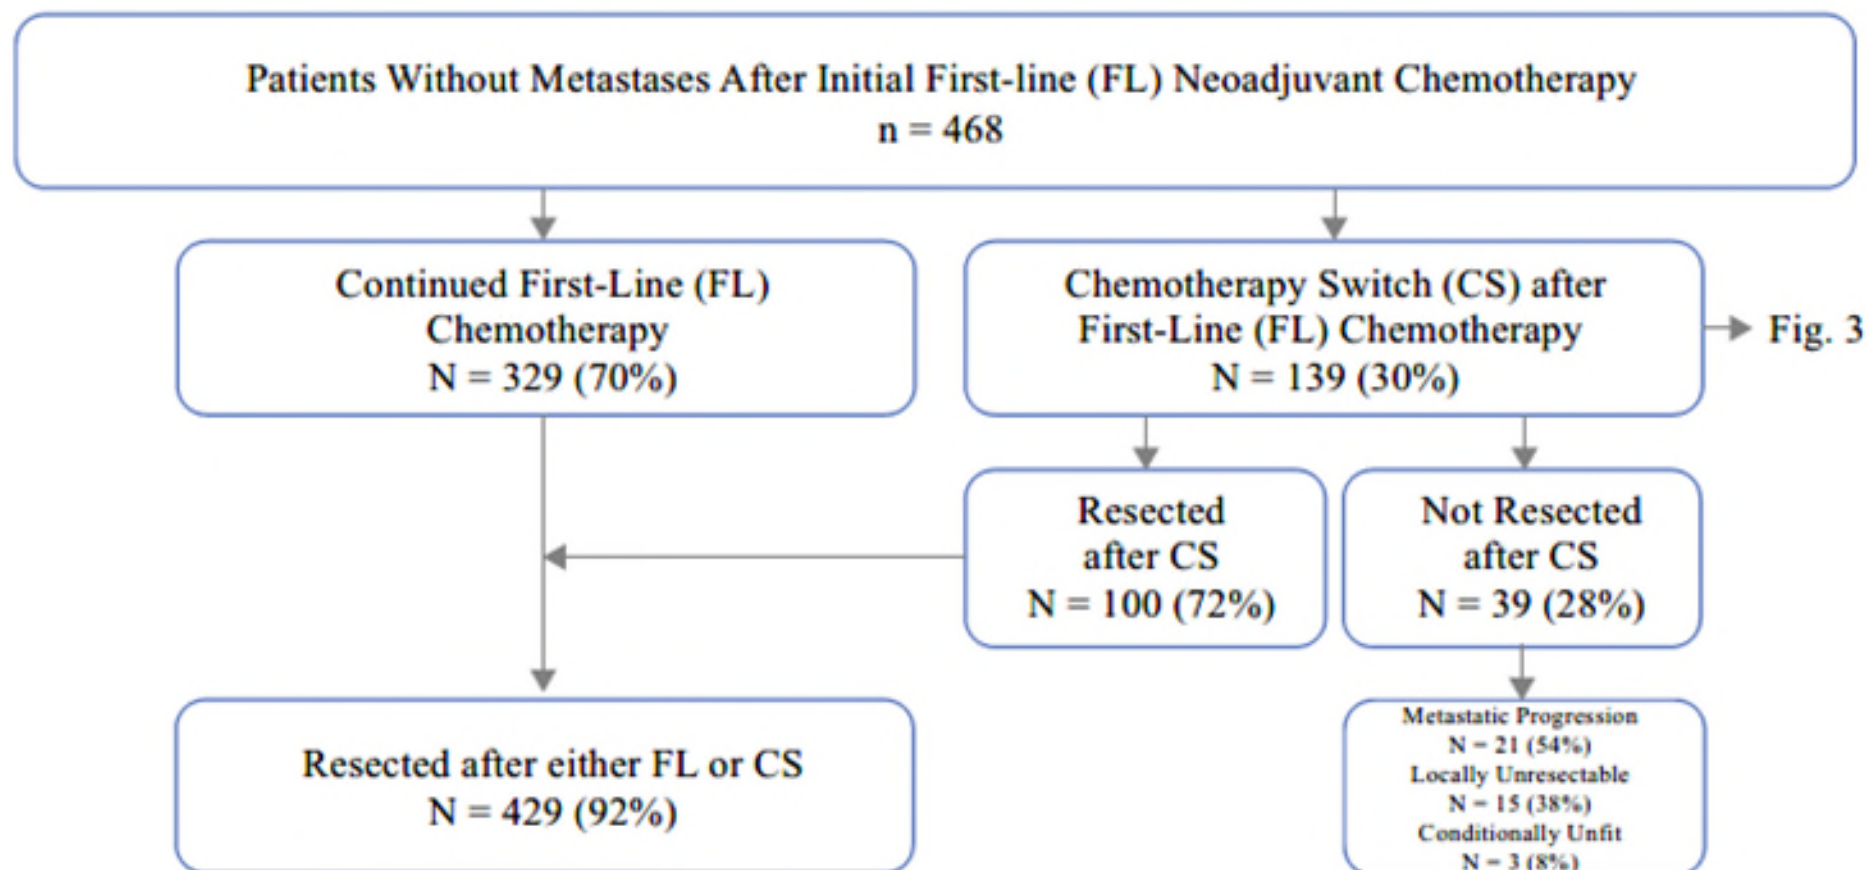 Patients Without Metastases After Initial First-line (FL) Neoadjuvant Chemotherapy
n = 468
Continued First-Line (FL)
Chemotherapy
N = 329 (70%)
Chemotherapy Switch (CS) after
First-Line (FL) Chemotherapy
N = 139 (30%)
Fig. 3
Resected
after CS
N = 100 (72%)
Not Resected
after CS
N = 39 (28%)
Resected after either FL or CS
N = 429 (92%)
Metastatic Progression
N = 21 (54%)
Locally Unresectable
N = 15 (38%)
Conditionally Unfit
N = 3 (8%)